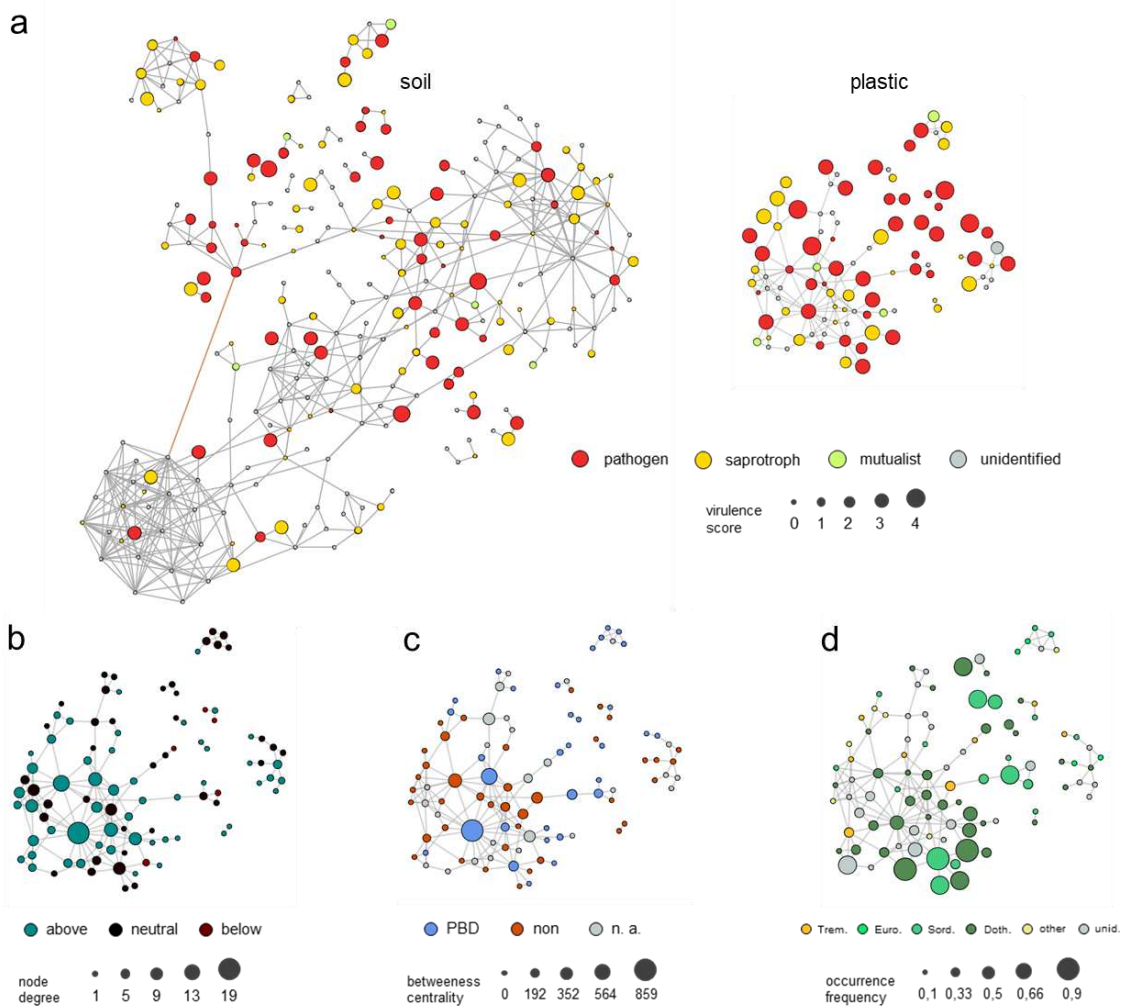 a
soil
plastic
pathogen saprotroph mutualist unidentified
virulence
score
0 1 2 3 4
b
c
d
above neutral below
PBD non n. a.
Trem. Euro. Sord. Doth. other unid.
node
degree
1 5 9 13 19
betweeness
centrality
0 192 352 564 859
occurrence
frequency
0,1 0,33 0,5 0,66 0,9